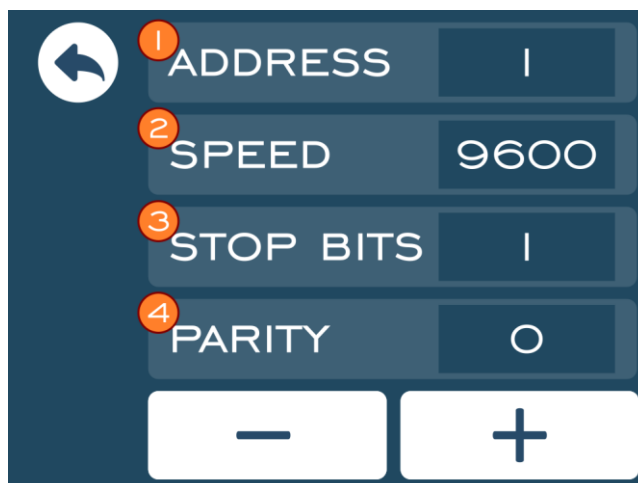 1
ADDRESS 1
2
SPEED 9600
3
STOP BITS 1
4
PARITY 0
− +